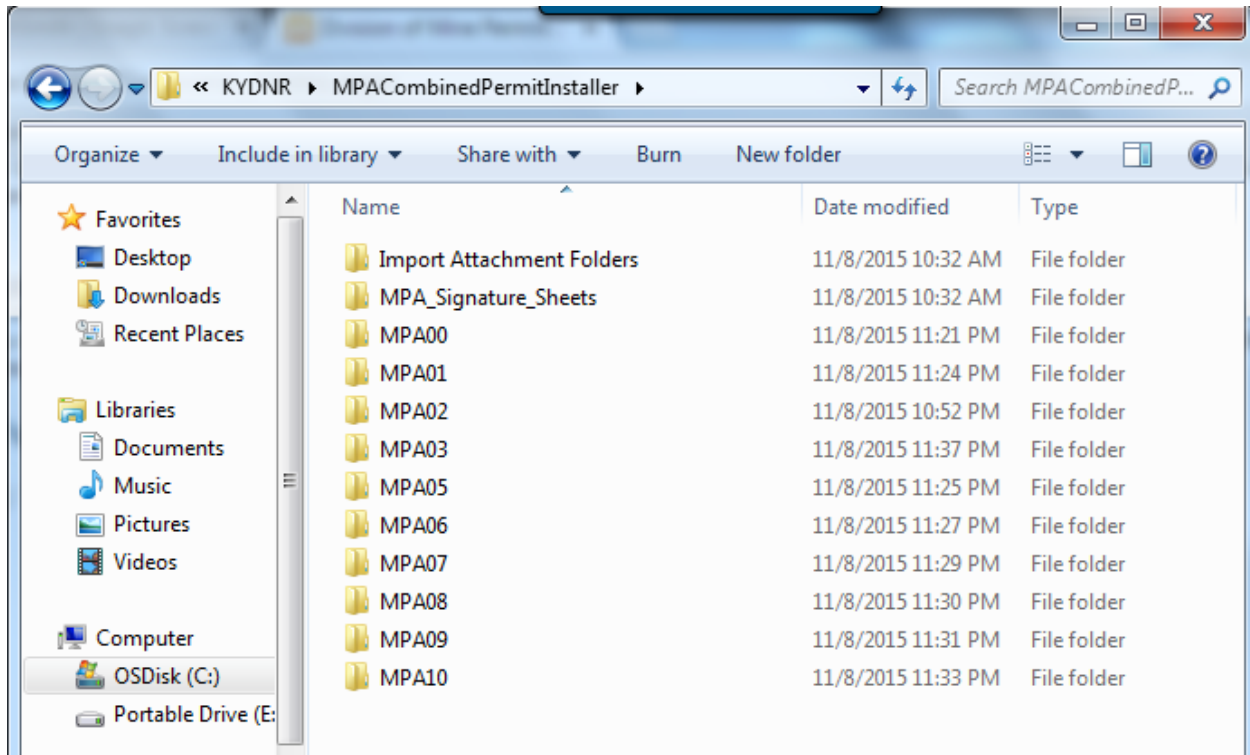 « KYDNR ▸ MPACombinedPermitInstaller ▸ Search MPACombinedP...
Organize Include in library Share with Burn New folder
Name Date modified Type
Favorites
Desktop
Downloads
Recent Places
Libraries
Documents
Music
Pictures
Videos
Computer
OSDisk (C:)
Portable Drive (E:
Import Attachment Folders 11/8/2015 10:32 AM File folder
MPA_Signature_Sheets 11/8/2015 10:32 AM File folder
MPA00 11/8/2015 11:21 PM File folder
MPA01 11/8/2015 11:24 PM File folder
MPA02 11/8/2015 10:52 PM File folder
MPA03 11/8/2015 11:37 PM File folder
MPA05 11/8/2015 11:25 PM File folder
MPA06 11/8/2015 11:27 PM File folder
MPA07 11/8/2015 11:29 PM File folder
MPA08 11/8/2015 11:30 PM File folder
MPA09 11/8/2015 11:31 PM File folder
MPA10 11/8/2015 11:33 PM File folder